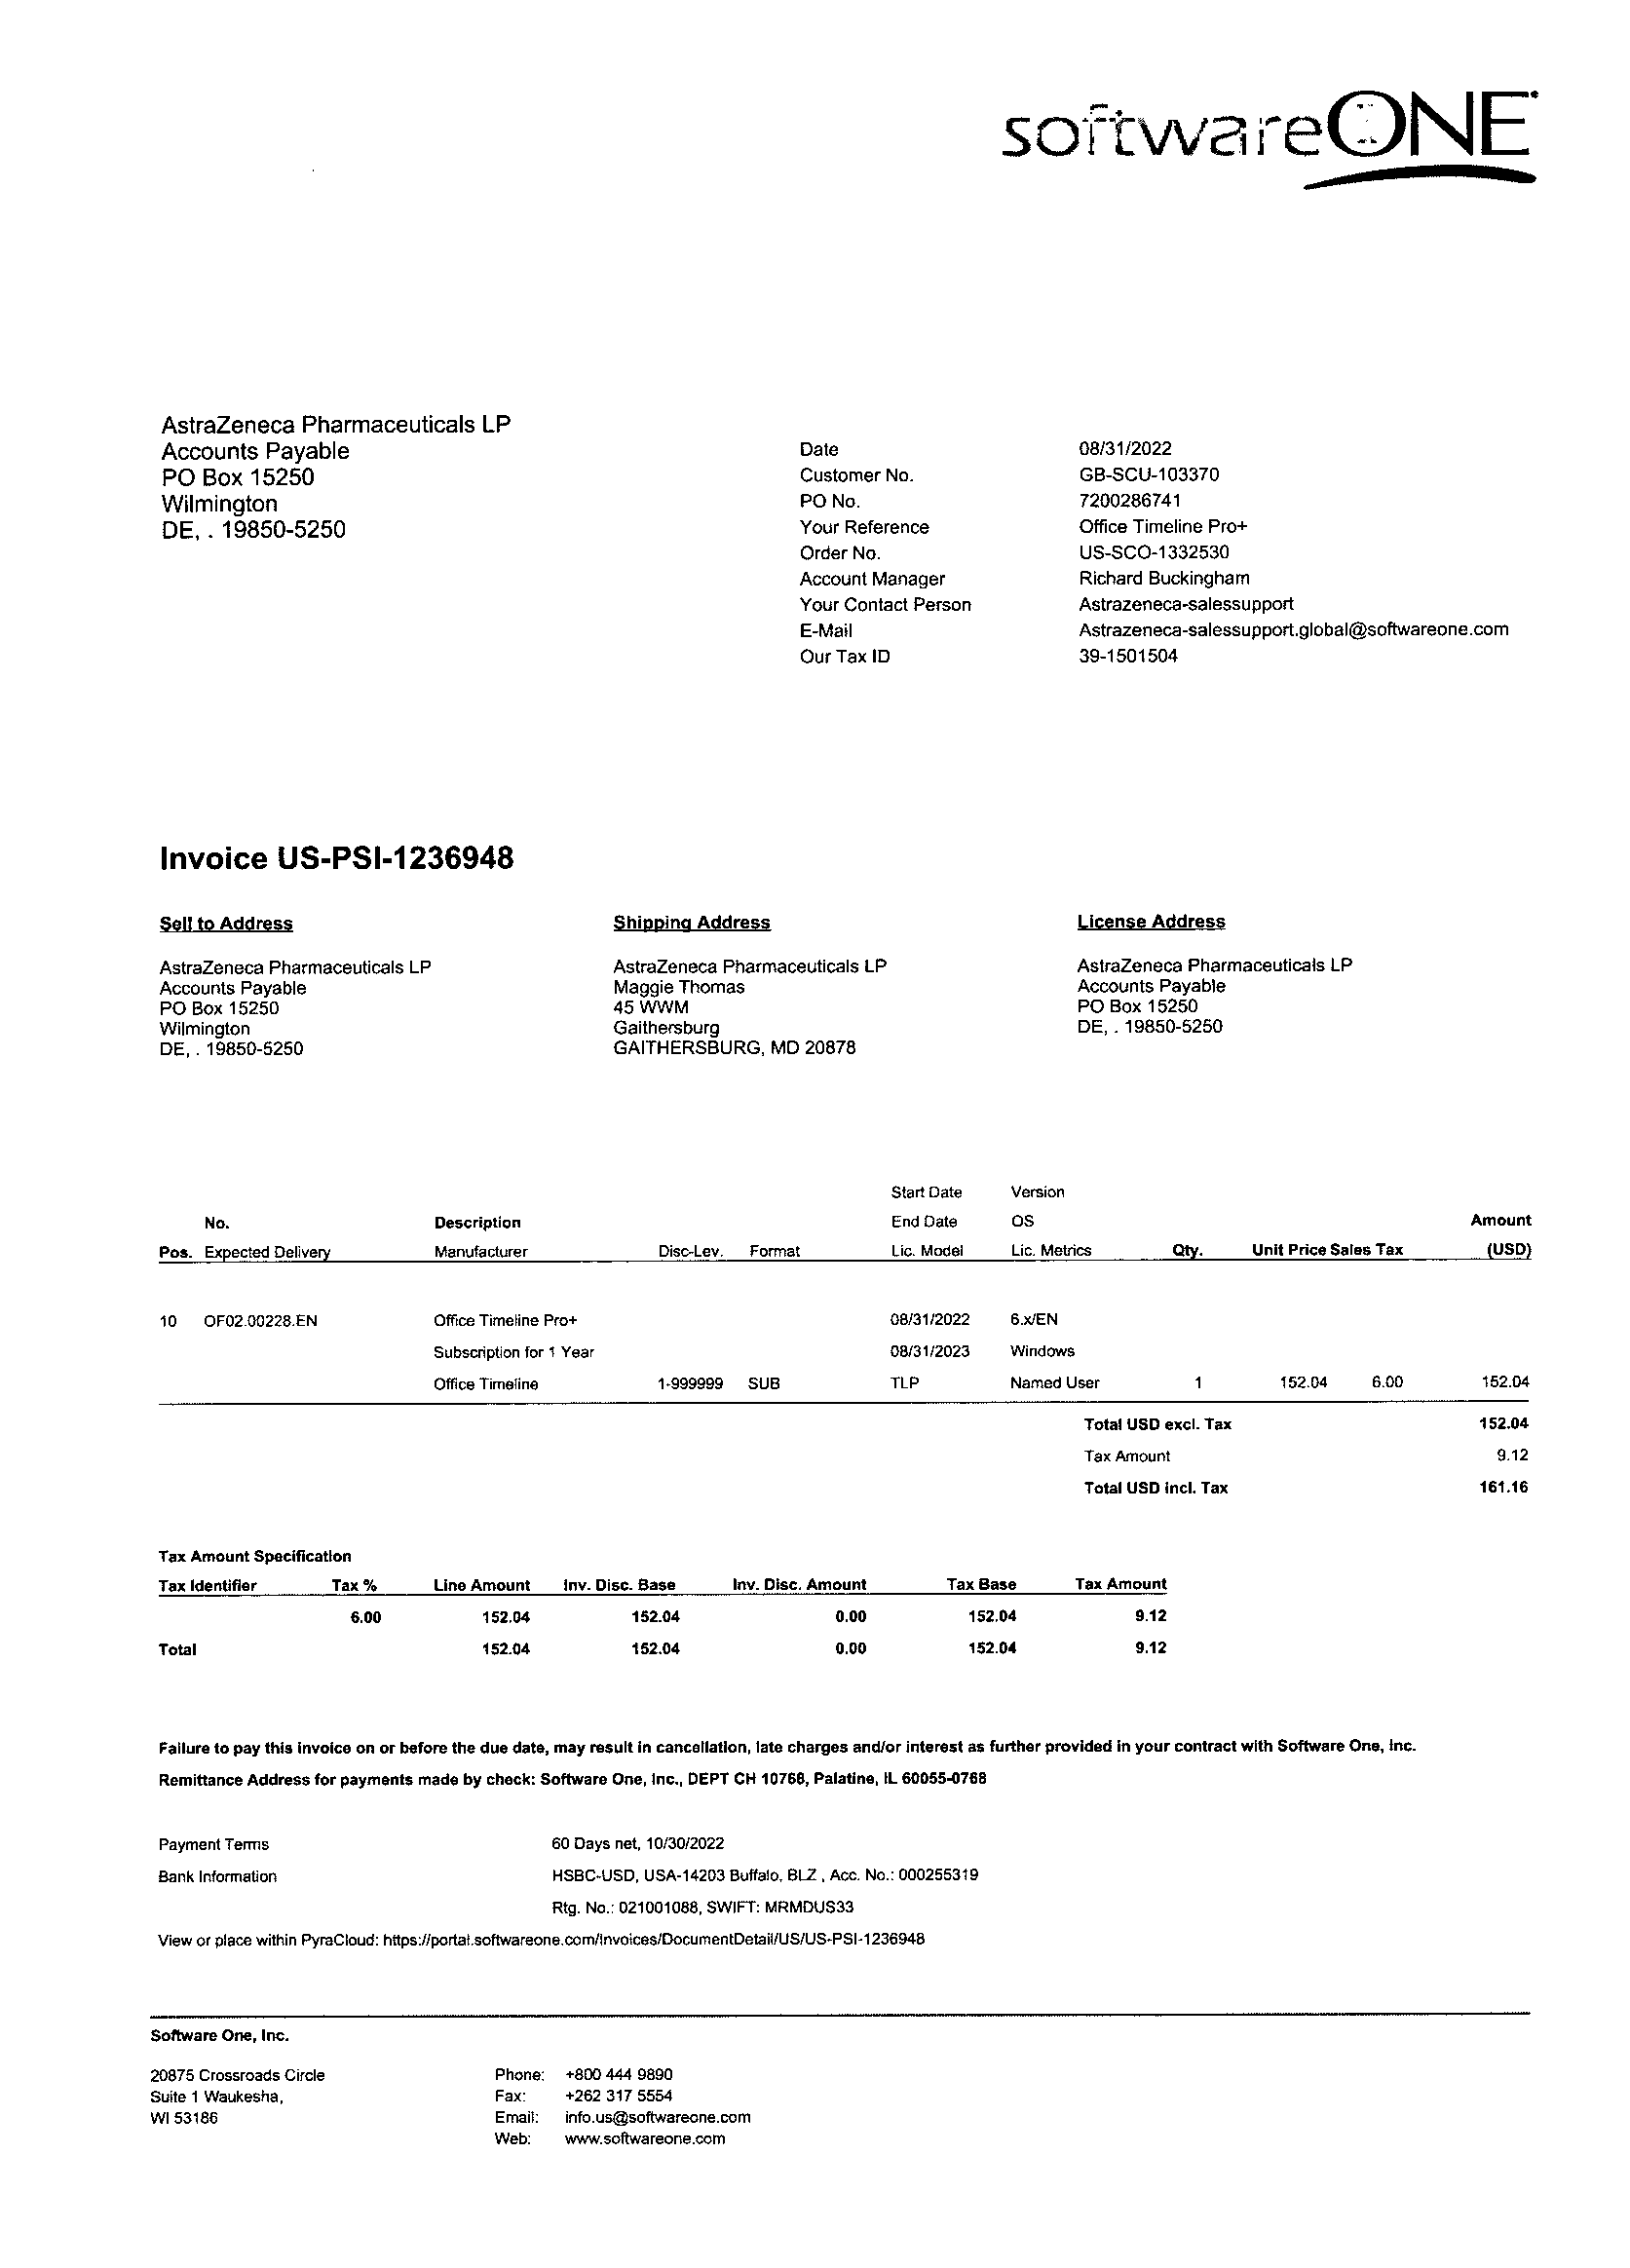 softwareONE
AstraZeneca Pharmaceuticals LP
Accounts Payable
PO Box 15250
Wilmington
DE, . 19850-5250
Date 08/31/2022
Customer No. GB-SCU-103370
PO No. 7200286741
Your Reference Office Timeline Pro+
Order No. US-SCO-1332530
Account Manager Richard Buckingham
Your Contact Person Astrazeneca-salessupport
E-Mail Astrazeneca-salessupport.global@softwareone.com
Our Tax ID 39-1501504
Invoice US-PSI-1236948
Sell to Address
AstraZeneca Pharmaceuticals LP
Accounts Payable
PO Box 15250
Wilmington
DE, . 19850-5250
Shipping Address
AstraZeneca Pharmaceuticals LP
Maggie Thomas
45 WWM
Gaithersburg
GAITHERSBURG, MD 20878
License Address
AstraZeneca Pharmaceuticals LP
Accounts Payable
PO Box 15250
DE, . 19850-5250
Start Date Version
No. Description End Date OS Amount
Pos. Expected Delivery Manufacturer Disc-Lev. Format Lic. Model Lic. Metrics Qty. Unit Price Sales Tax (USD)
10 OF02.00228.EN Office Timeline Pro+ 08/31/2022 6.x/EN
Subscription for 1 Year 08/31/2023 Windows
Office Timeline 1-999999 SUB TLP Named User 1 152.04 6.00 152.04
Total USD excl. Tax 152.04
Tax Amount 9.12
Total USD incl. Tax 161.16
Tax Amount Specification
Tax Identifier Tax % Line Amount Inv. Disc. Base Inv. Disc. Amount Tax Base Tax Amount
6.00 152.04 152.04 0.00 152.04 9.12
Total 152.04 152.04 0.00 152.04 9.12
Failure to pay this invoice on or before the due date, may result in cancellation, late charges and/or interest as further provided in your contract with Software One, Inc.
Remittance Address for payments made by check: Software One, Inc., DEPT CH 10768, Palatine, IL 60055-0768
Payment Terms 60 Days net, 10/30/2022
Bank Information HSBC-USD, USA-14203 Buffalo, BLZ , Acc. No.: 000255319
Rtg. No.: 021001088, SWIFT: MRMDUS33
View or place within PyraCloud: https://portal.softwareone.com/Invoices/DocumentDetail/US/US-PSI-1236948
Software One, Inc.
20875 Crossroads Circle
Suite 1 Waukesha,
WI 53186
Phone: +800 444 9890
Fax: +262 317 5554
Email: info.us@softwareone.com
Web: www.softwareone.com